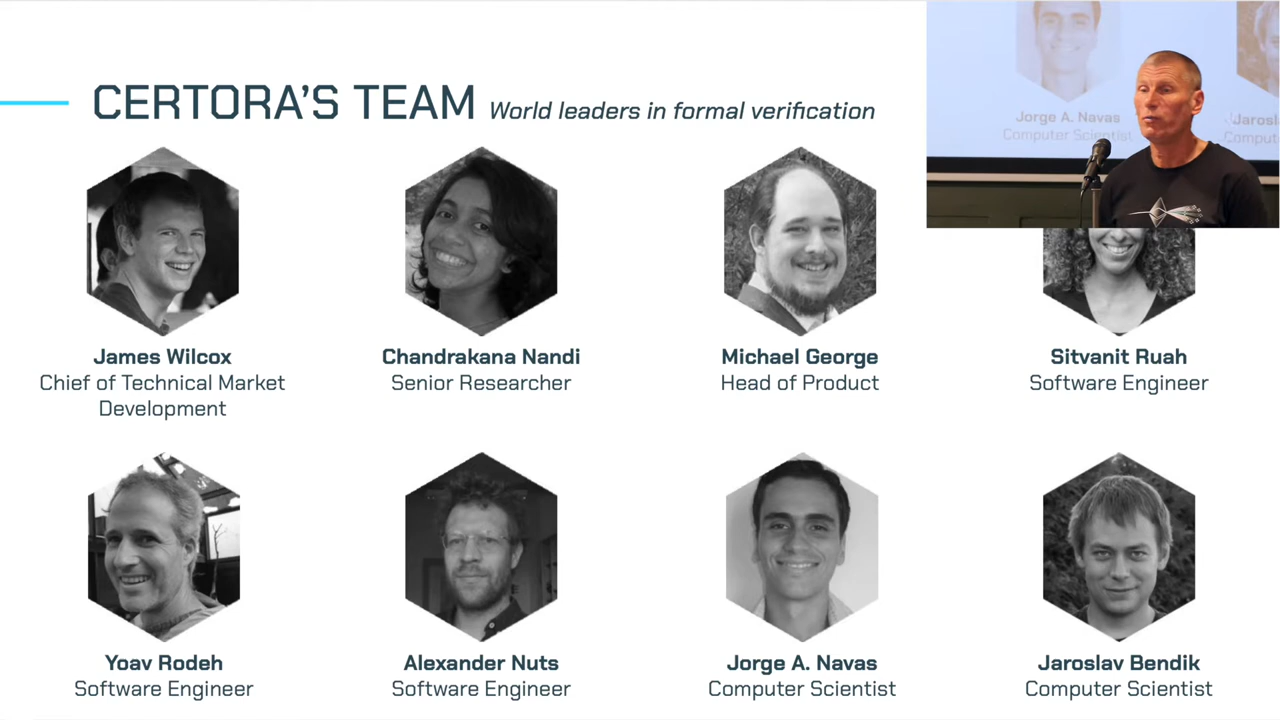 CERTORA'S TEAM World leaders in formal verification
Jorge A. Navas
Computer Scientist
Jarosl
Comput
James Wilcox
Chief of Technical Market
Development
Chandrakana Nandi
Senior Researcher
Michael George
Head of Product
Sitvanit Ruah
Software Engineer
Yoav Rodeh
Software Engineer
Alexander Nuts
Software Engineer
Jorge A. Navas
Computer Scientist
Jaroslav Bendik
Computer Scientist